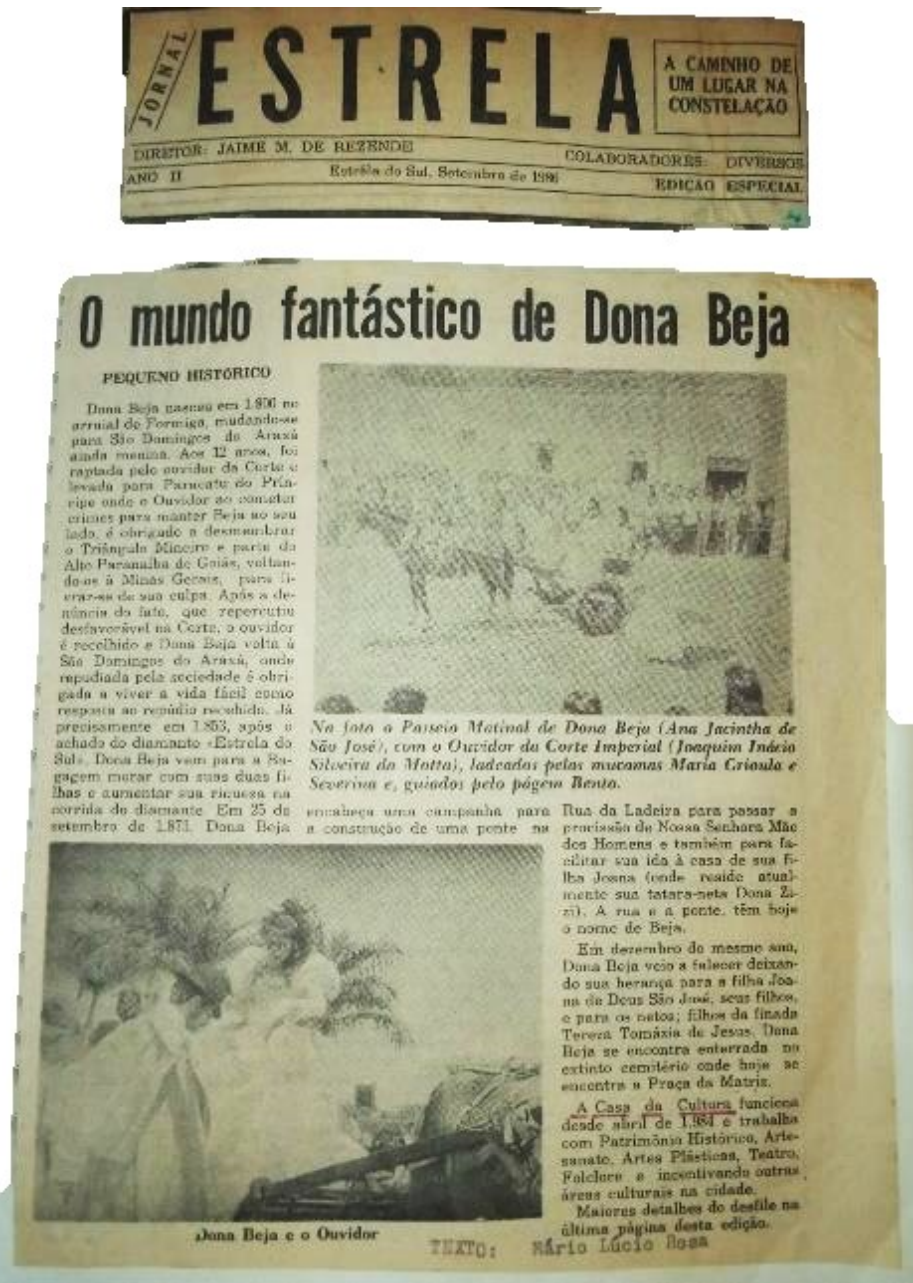 JORNAL
ESTRELA
A CAMINHO DE
UM LUGAR NA
CONSTELAÇÃO
DIRETOR: JAIME M. DE REZENDE
COLABORADORES: DIVERSOS
ANO II
Estrêla do Sul, Setembro de 1986
EDIÇÃO ESPECIAL
O mundo fantástico de Dona Beja
PEQUENO HISTÓRICO
Dona Beja nasceu em 1.800 no
arraial de Formiga, mudando-se
para São Domingos do Araxá
ainda menina. Aos 12 anos, foi
raptada pelo ouvidor da Corte e
levada para Paracatu do Prín-
cipe onde o Ouvidor ao cometer
crimes para manter Beja ao seu
lado, é obrigado a desmembrar
o Triângulo Mineiro e parte do
Alto Paranaíba de Goiás, voltan-
do-os à Minas Gerais, para li-
vrar-se de sua culpa. Após a de-
núncia do fato, que repercutiu
desfavorável na Corte, o ouvidor
é recolhido e Dona Beja volta à
São Domingos do Araxá, onde
repudiada pela sociedade é obri-
gada a viver a vida fácil como
resposta ao repúdio recebido. Já
precisamente em 1.853, após o
achado do diamante «Estrela do
Sul», Dona Beja vem para a Ba-
gagem morar com suas duas fi-
lhas e aumentar sua riqueza na
corrida do diamante. Em 25 de
setembro de 1.873, Dona Beja
Na foto o Passeio Matinal de Dona Beja (Ana Jacintha de
São José), com o Ouvidor da Corte Imperial (Joaquim Inácio
Silveira da Motta), ladeados pelas mucamas Maria Crioula e
Severina e, guiados pelo págem Bento.
encabeça uma campanha para
a construção de uma ponte na
Rua da Ladeira para passar a
procissão de Nossa Senhora Mãe
dos Homens e também para fa-
cilitar sua ida à casa de sua fi-
lha Joana (onde reside atual-
mente sua tatara-neta Dona Zi-
zi). A rua e a ponte, têm hoje
o nome de Beja.
Em dezembro do mesmo ano,
Dona Beja veio a falecer deixan-
do sua herança para a filha Joa-
na de Deus São José, seus filhos,
e para os netos; filhos da finada
Tereza Tomázia de Jesus. Dona
Beja se encontra enterrada no
extinto cemitério onde hoje se
encontra a Praça da Matriz.
A Casa da Cultura funciona
desde abril de 1.984 e trabalha
com Patrimônio Histórico, Arte-
sanato, Artes Plásticas, Teatro,
Folclore e incentivando outras
áreas culturais na cidade.
Maiores detalhes do desfile na
última página desta edição.
Dona Beja e o Ouvidor
TEXTO: Mário Lúcio Rosa